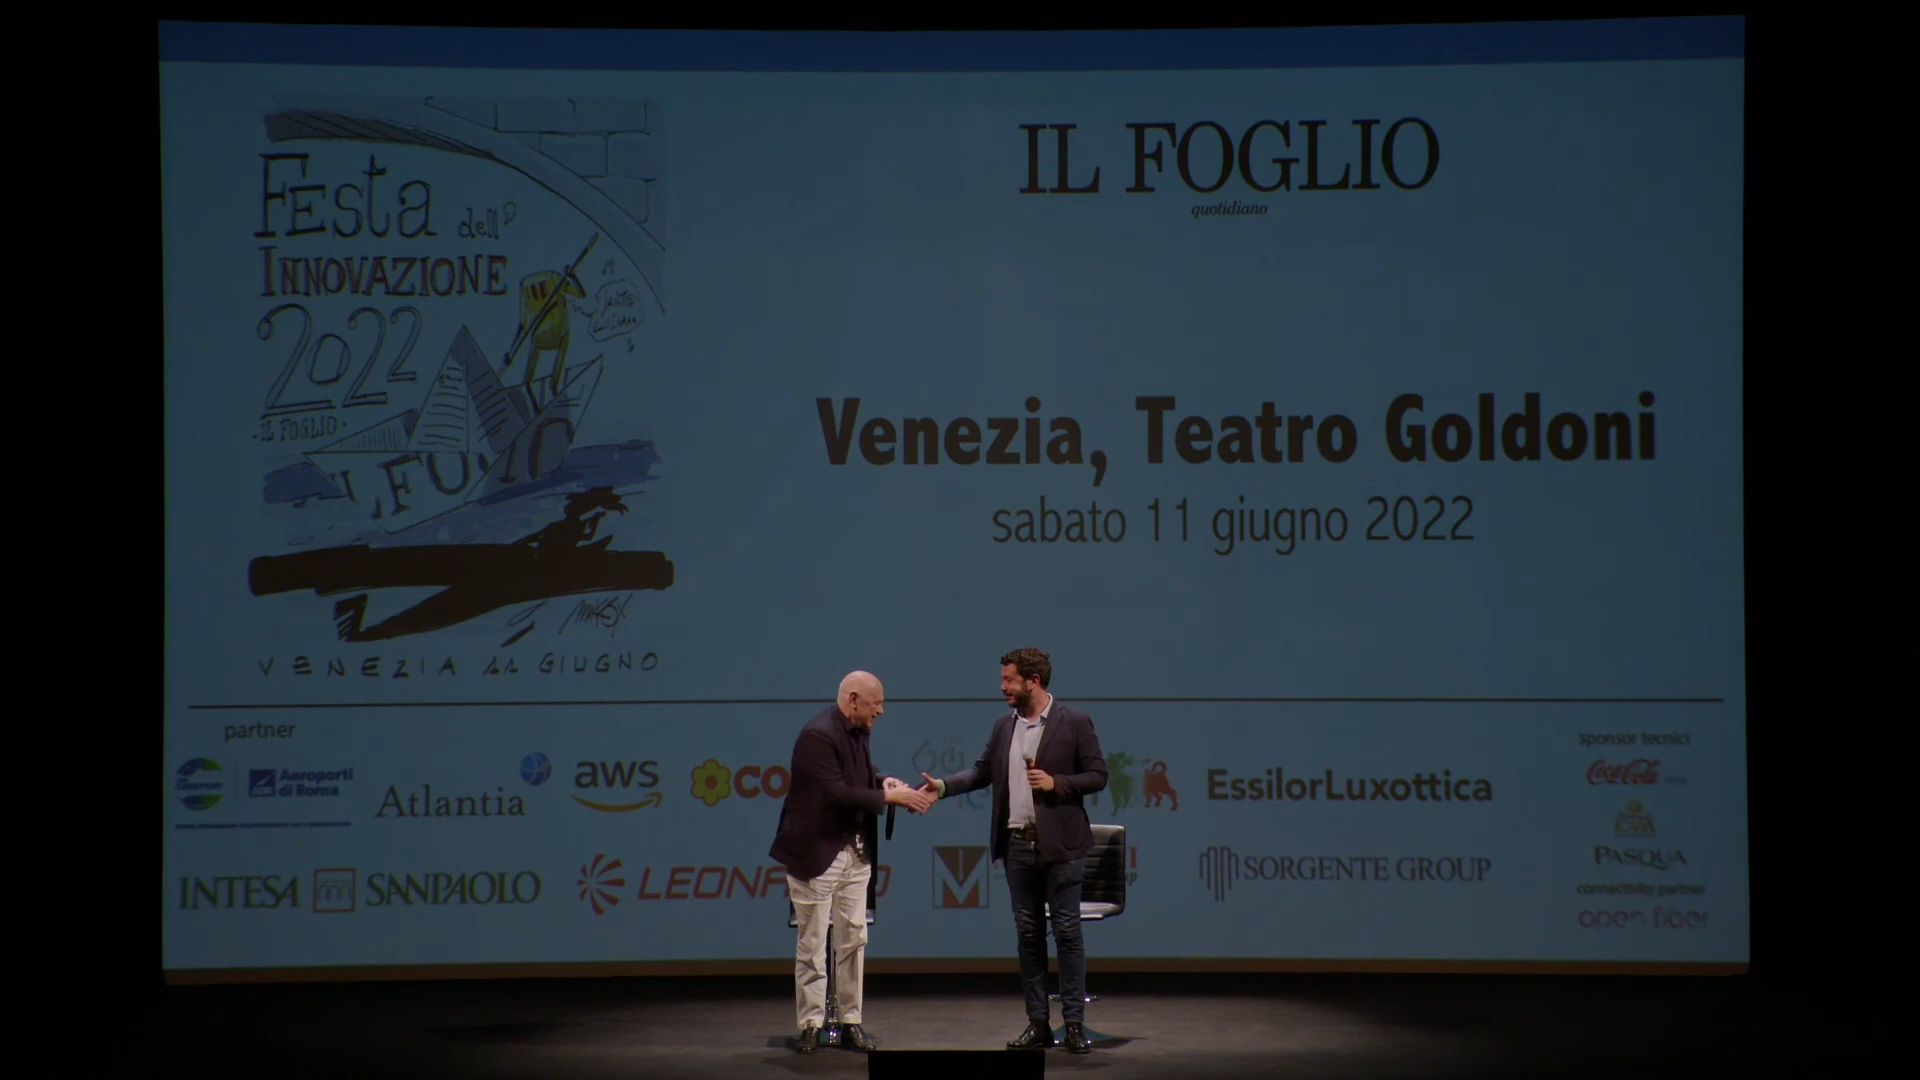 FEsta dell'
INNOVAZIONE
2022
-IL FOGLIO-
VENEZIA 11 GIUGNO
IL FOGLIO
quotidiano
Venezia, Teatro Goldoni
sabato 11 giugno 2022
partner
Aeroporti
di Roma
Atlantia
aws
CO
EssilorLuxottica
INTESA SANPAOLO
LEONA
SORGENTE GROUP
sponsor tecnici
Coca-Cola
PASQUA
connectivity partner
open fiber